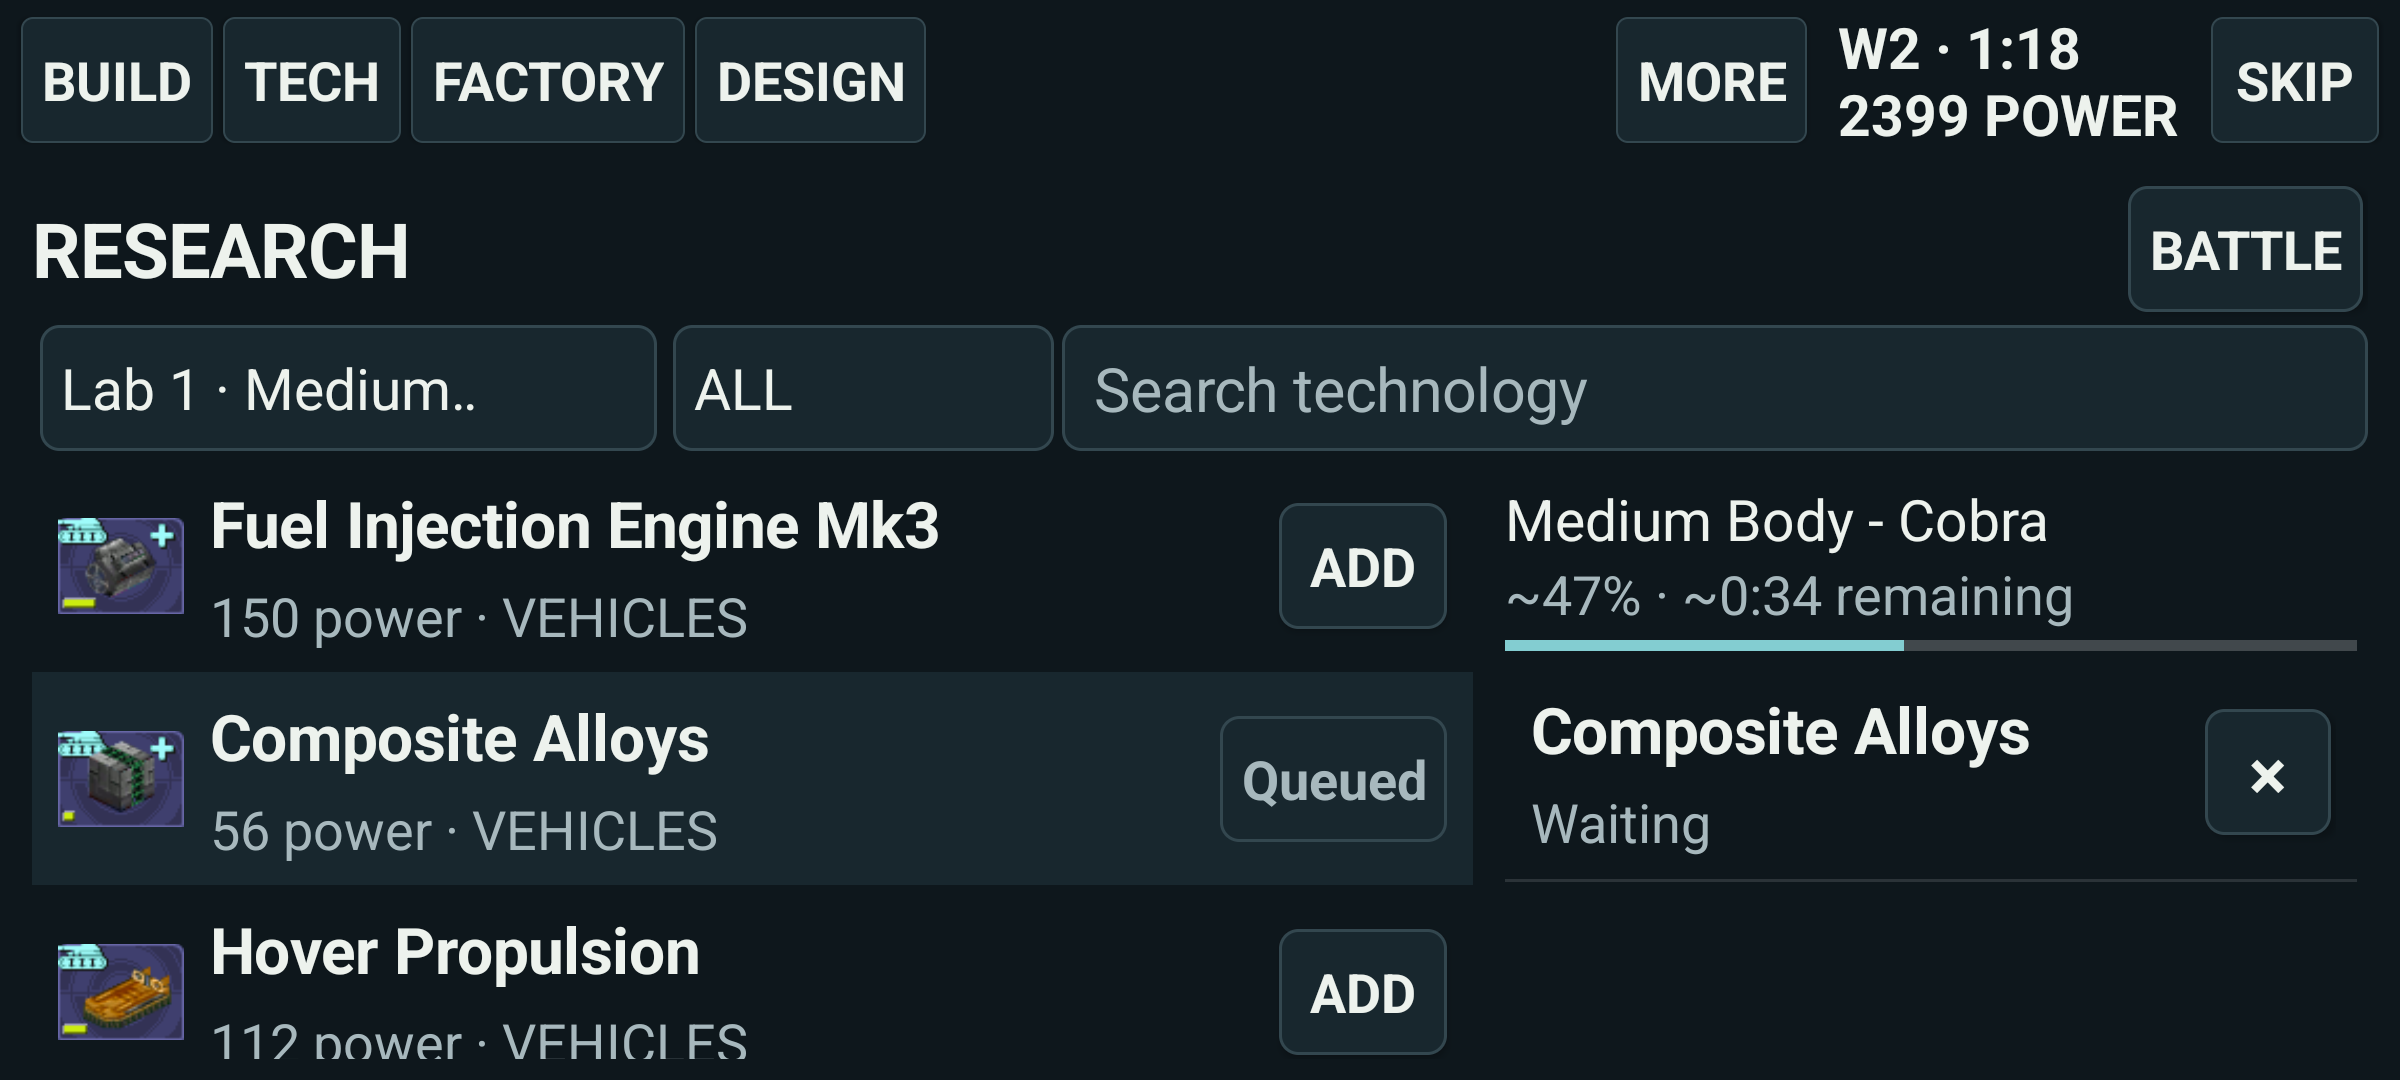 BUILD TECH FACTORY DESIGN MORE W2 · 1:18 SKIP
2399 POWER
RESEARCH BATTLE
Lab 1 · Medium.. ALL Search technology
Fuel Injection Engine Mk3
150 power · VEHICLES
ADD
Composite Alloys
56 power · VEHICLES
Queued
Hover Propulsion
112 power · VEHICLES
ADD
Medium Body - Cobra
~47% · ~0:34 remaining
Composite Alloys
Waiting
×